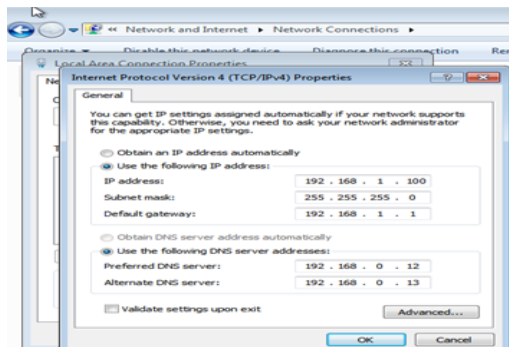 « Network and Internet ▸ Network Connections ▸
Organize ▾ Disable this network device Diagnose this connection
Local Area Connection Properties
Internet Protocol Version 4 (TCP/IPv4) Properties
General
You can get IP settings assigned automatically if your network supports
this capability. Otherwise, you need to ask your network administrator
for the appropriate IP settings.
Obtain an IP address automatically
Use the following IP address:
IP address: 192 . 168 . 1 . 100
Subnet mask: 255 . 255 . 255 . 0
Default gateway: 192 . 168 . 1 . 1
Obtain DNS server address automatically
Use the following DNS server addresses:
Preferred DNS server: 192 . 168 . 0 . 12
Alternate DNS server: 192 . 168 . 0 . 13
Validate settings upon exit
Advanced...
OK Cancel